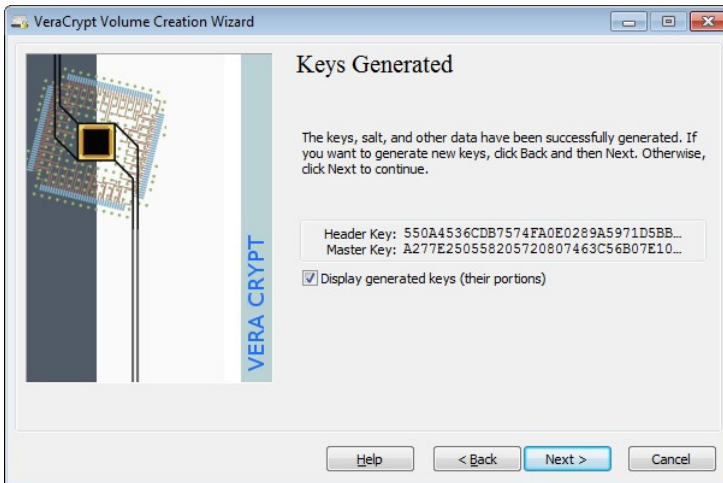 VeraCrypt Volume Creation Wizard
Keys Generated
The keys, salt, and other data have been successfully generated. If
you want to generate new keys, click Back and then Next. Otherwise,
click Next to continue.
Header Key: 550A4536CDB7574FA0E0289A5971D5BB...
Master Key: A277E250558205720807463C56B07E10...
Display generated keys (their portions)
VERA CRYPT
Help
< Back
Next >
Cancel